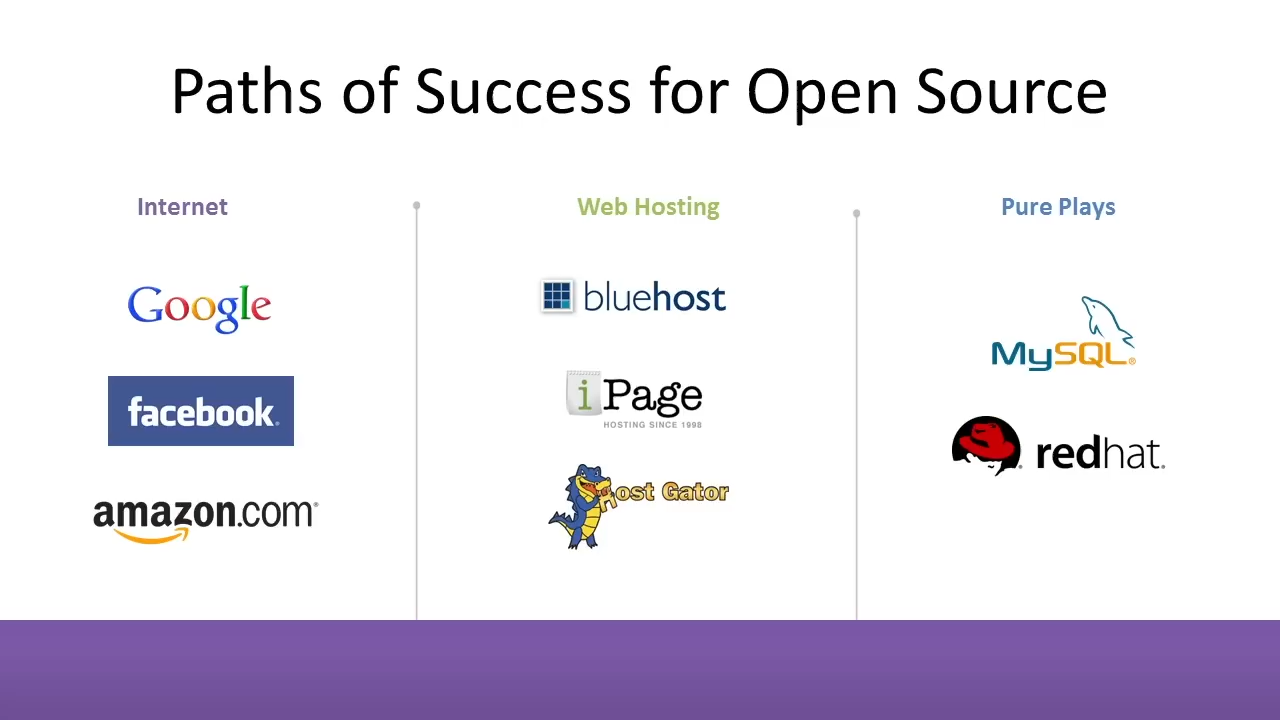 Paths of Success for Open Source
Internet
Google
facebook®
amazon.com®
Web Hosting
bluehost
iPage
HOSTING SINCE 1998
Host Gator
Pure Plays
MySQL®
redhat®